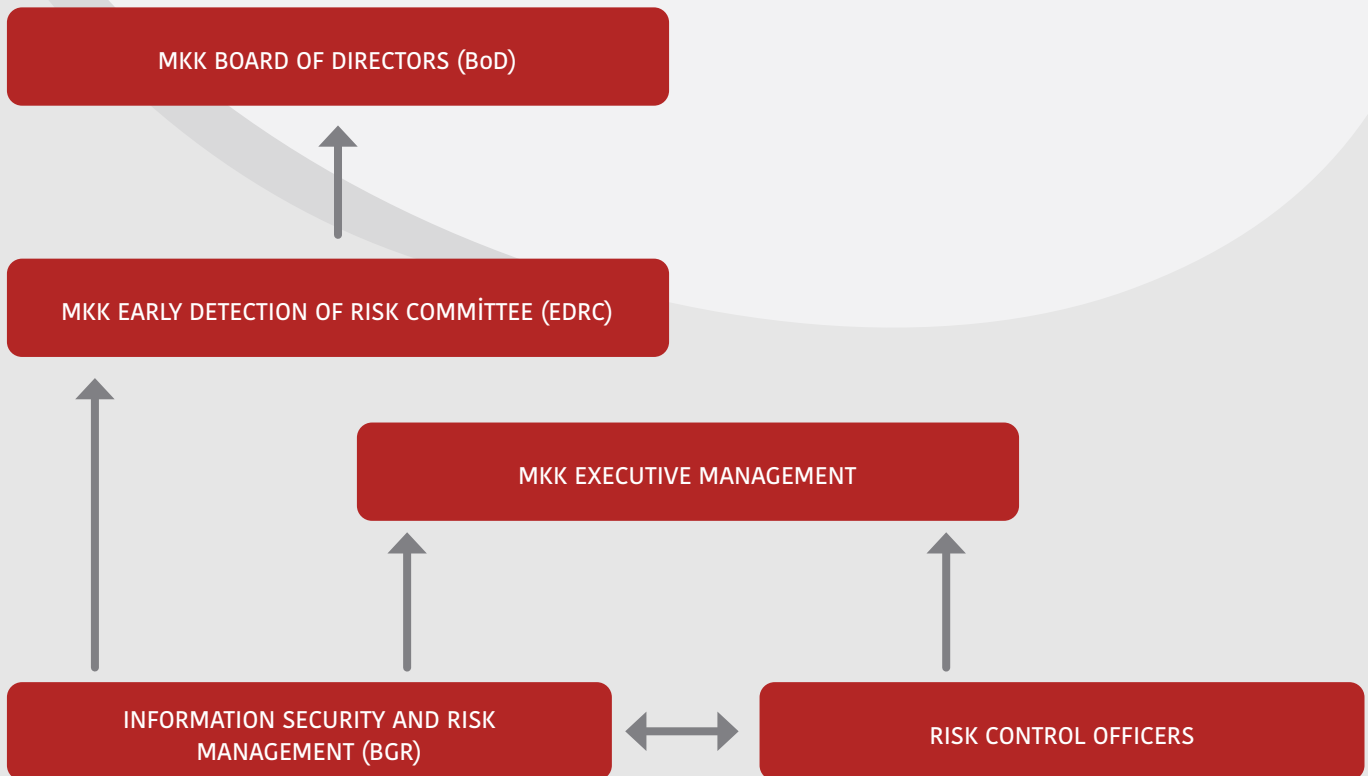 MKK BOARD OF DIRECTORS (BoD)
MKK EARLY DETECTION OF RISK COMMİTTEE (EDRC)
MKK EXECUTIVE MANAGEMENT
INFORMATION SECURITY AND RISK
MANAGEMENT (BGR)
RISK CONTROL OFFICERS